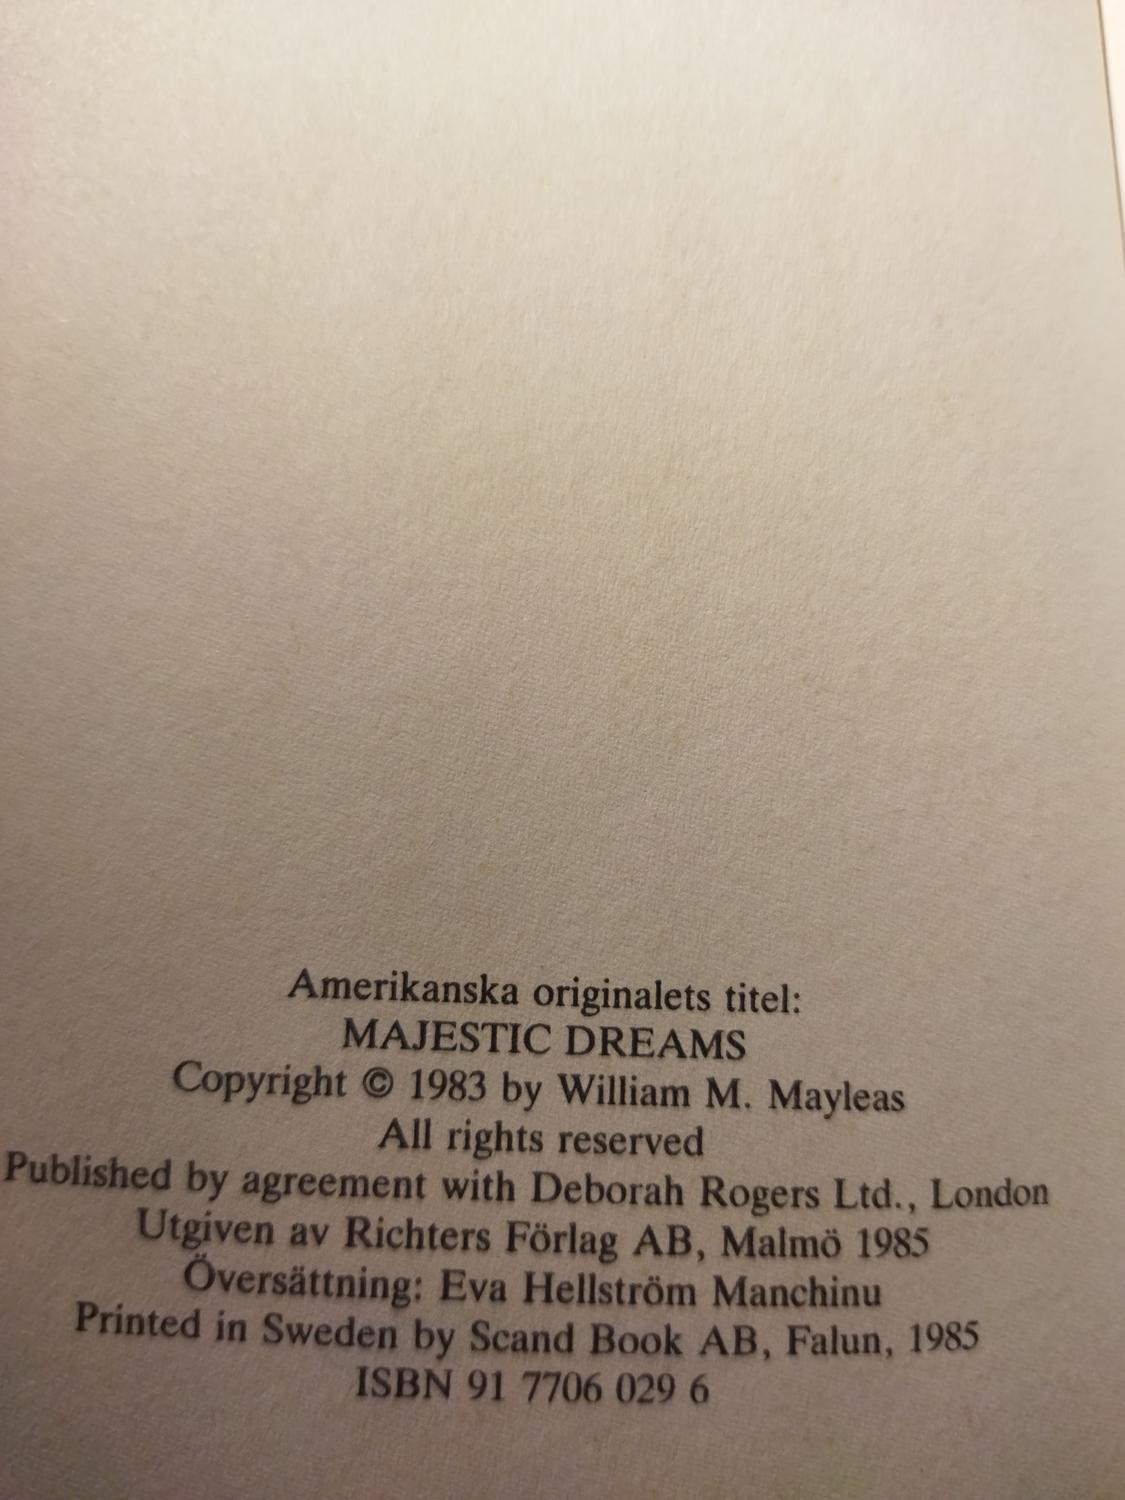 Amerikanska originalets titel:
MAJESTIC DREAMS
Copyright © 1983 by William M. Mayleas
All rights reserved
Published by agreement with Deborah Rogers Ltd., London
Utgiven av Richters Förlag AB, Malmö 1985
Översättning: Eva Hellström Manchinu
Printed in Sweden by Scand Book AB, Falun, 1985
ISBN 91 7706 029 6